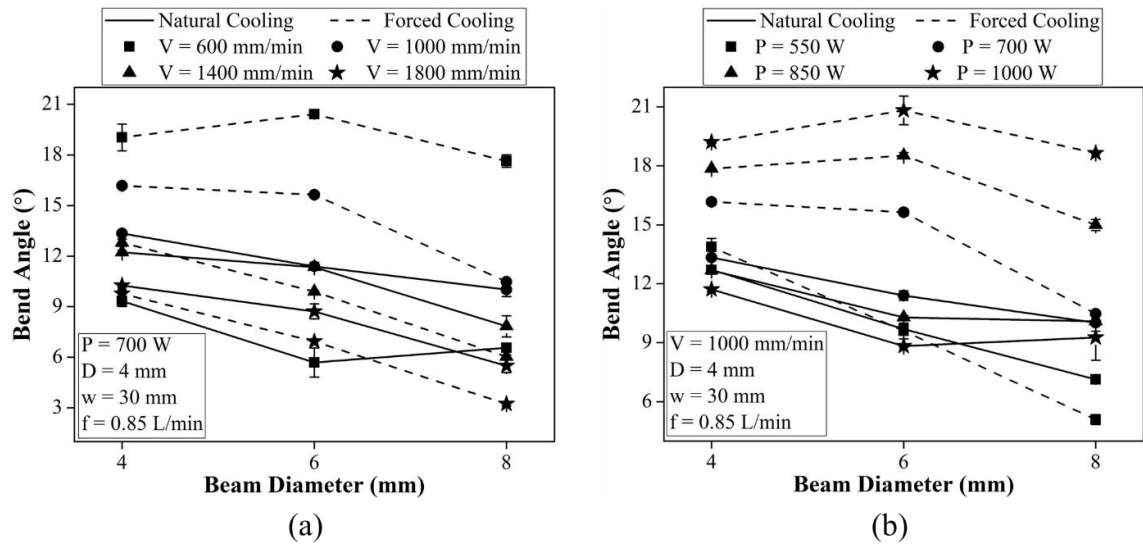 Natural Cooling Forced Cooling
V = 600 mm/min V = 1000 mm/min
V = 1400 mm/min V = 1800 mm/min
21
18
15
12
9
6
3
Bend Angle (°)
P = 700 W
D = 4 mm
w = 30 mm
f = 0.85 L/min
4 6 8
Beam Diameter (mm)
(a)
Natural Cooling Forced Cooling
P = 550 W P = 700 W
P = 850 W P = 1000 W
21
18
15
12
9
6
Bend Angle (°)
V = 1000 mm/min
D = 4 mm
w = 30 mm
f = 0.85 L/min
4 6 8
Beam Diameter (mm)
(b)